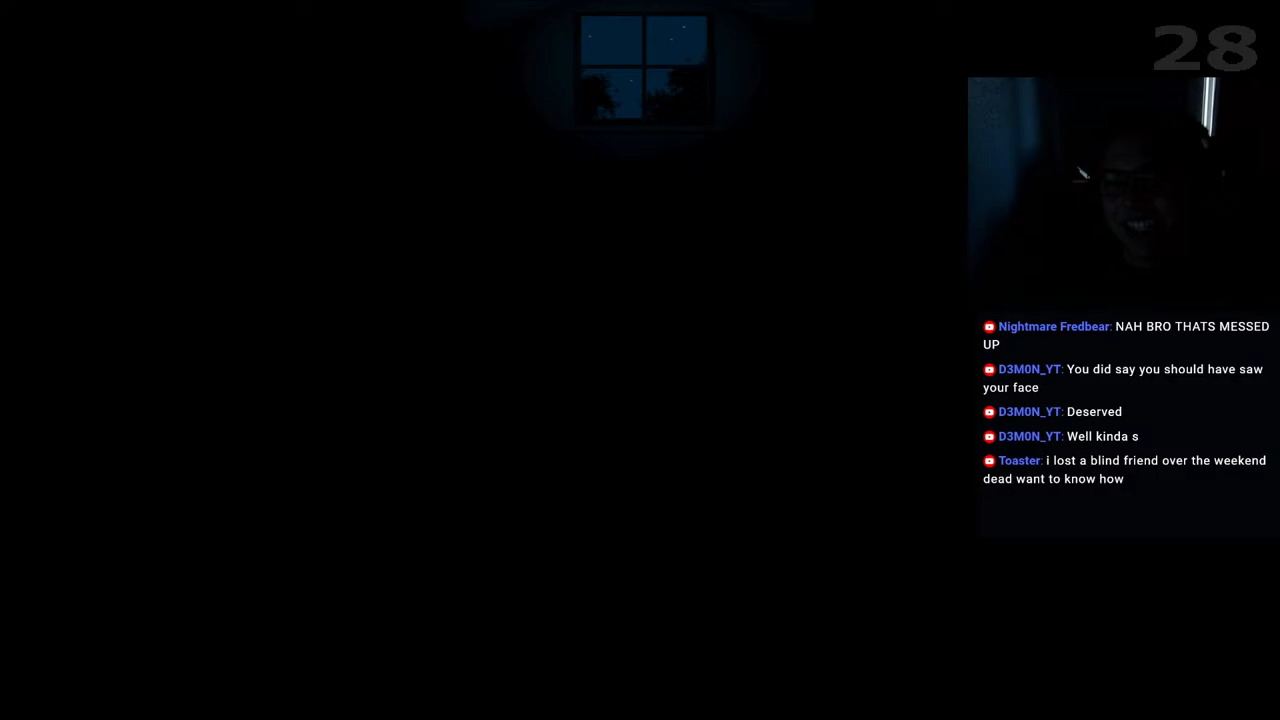 28
Nightmare Fredbear: NAH BRO THATS MESSED
UP
D3M0N_YT: You did say you should have saw
your face
D3M0N_YT: Deserved
D3M0N_YT: Well kinda s
Toaster: i lost a blind friend over the weekend
dead want to know how